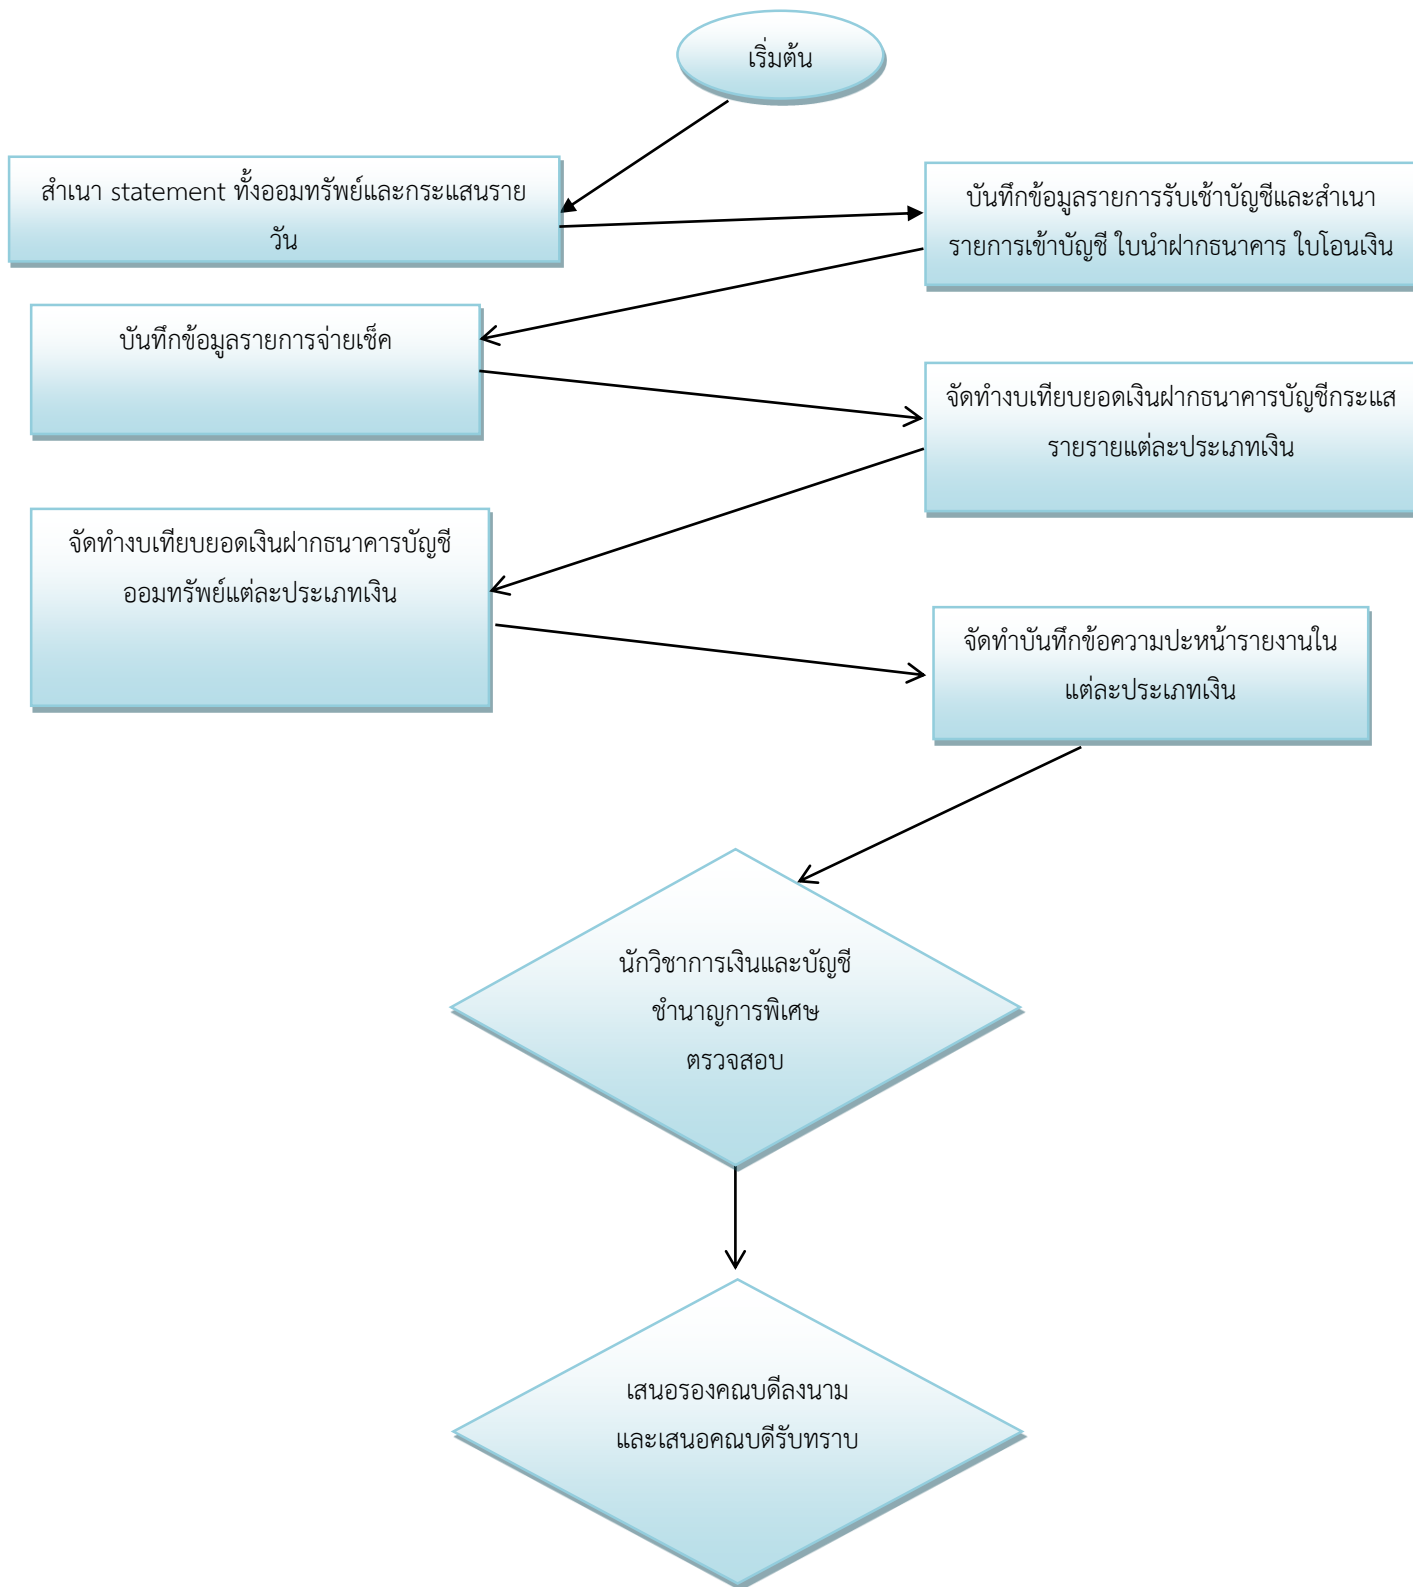 เริ่มต้น
สำเนา statement ทั้งออมทรัพย์และกระแสนราย
วัน
บันทึกข้อมูลรายการรับเช้าบัญชีและสำเนา
รายการเข้าบัญชี ใบนำฝากธนาคาร ใบโอนเงิน
บันทึกข้อมูลรายการจ่ายเช็ค
จัดทำงบเทียบยอดเงินฝากธนาคารบัญชีกระแส
รายรายแต่ละประเภทเงิน
จัดทำงบเทียบยอดเงินฝากธนาคารบัญชี
ออมทรัพย์แต่ละประเภทเงิน
จัดทำบันทึกข้อความปะหน้ารายงานใน
แต่ละประเภทเงิน
นักวิชาการเงินและบัญชี
ชำนาญการพิเศษ
ตรวจสอบ
เสนอรองคณบดีลงนาม
และเสนอคณบดีรับทราบ